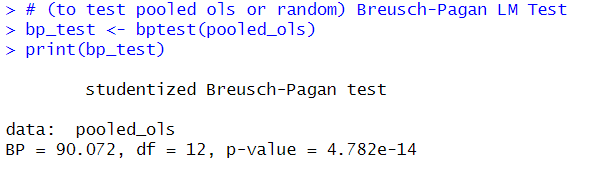 > # (to test pooled ols or random) Breusch-Pagan LM Test
> bp_test <- bptest(pooled_ols)
> print(bp_test)
studentized Breusch-Pagan test
data:  pooled_ols
BP = 90.072, df = 12, p-value = 4.782e-14